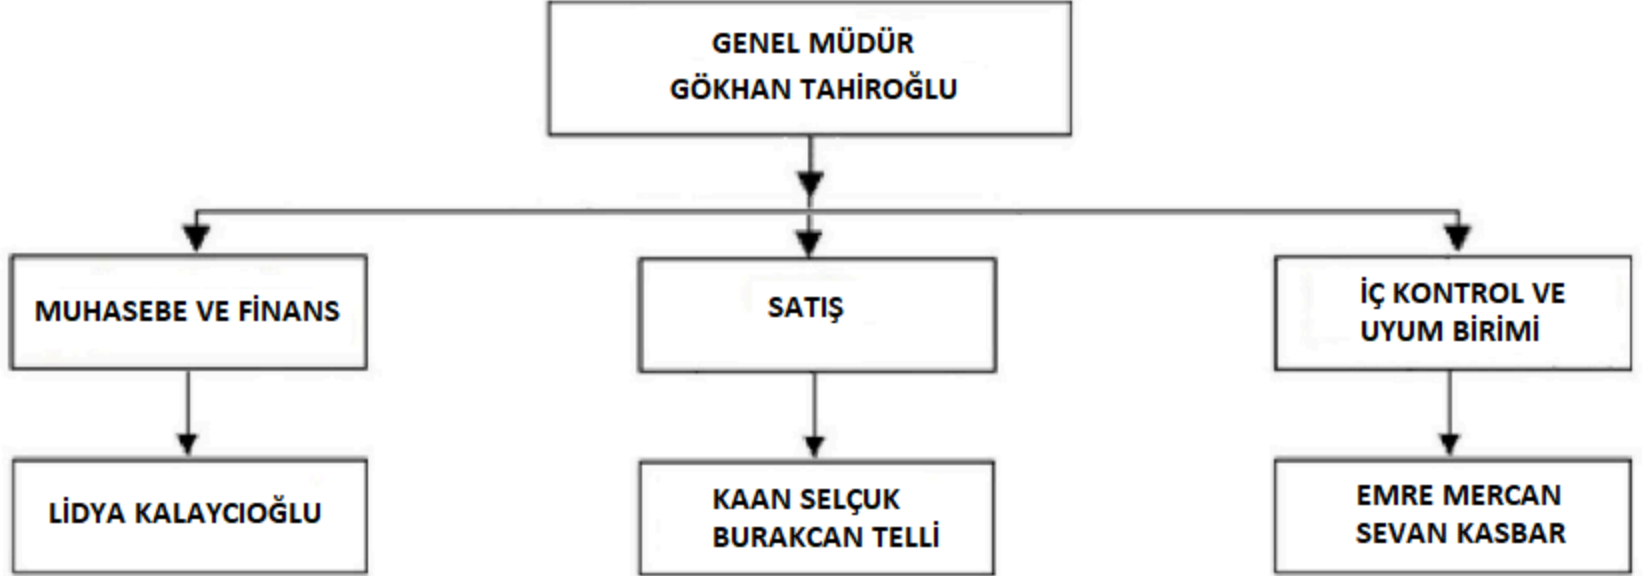 GENEL MÜDÜR
GÖKHAN TAHİROĞLU
MUHASEBE VE FİNANS
SATIŞ
İÇ KONTROL VE
UYUM BİRİMİ
LİDYA KALAYCIOĞLU
KAAN SELÇUK
BURAKCAN TELLİ
EMRE MERCAN
SEVAN KASBAR